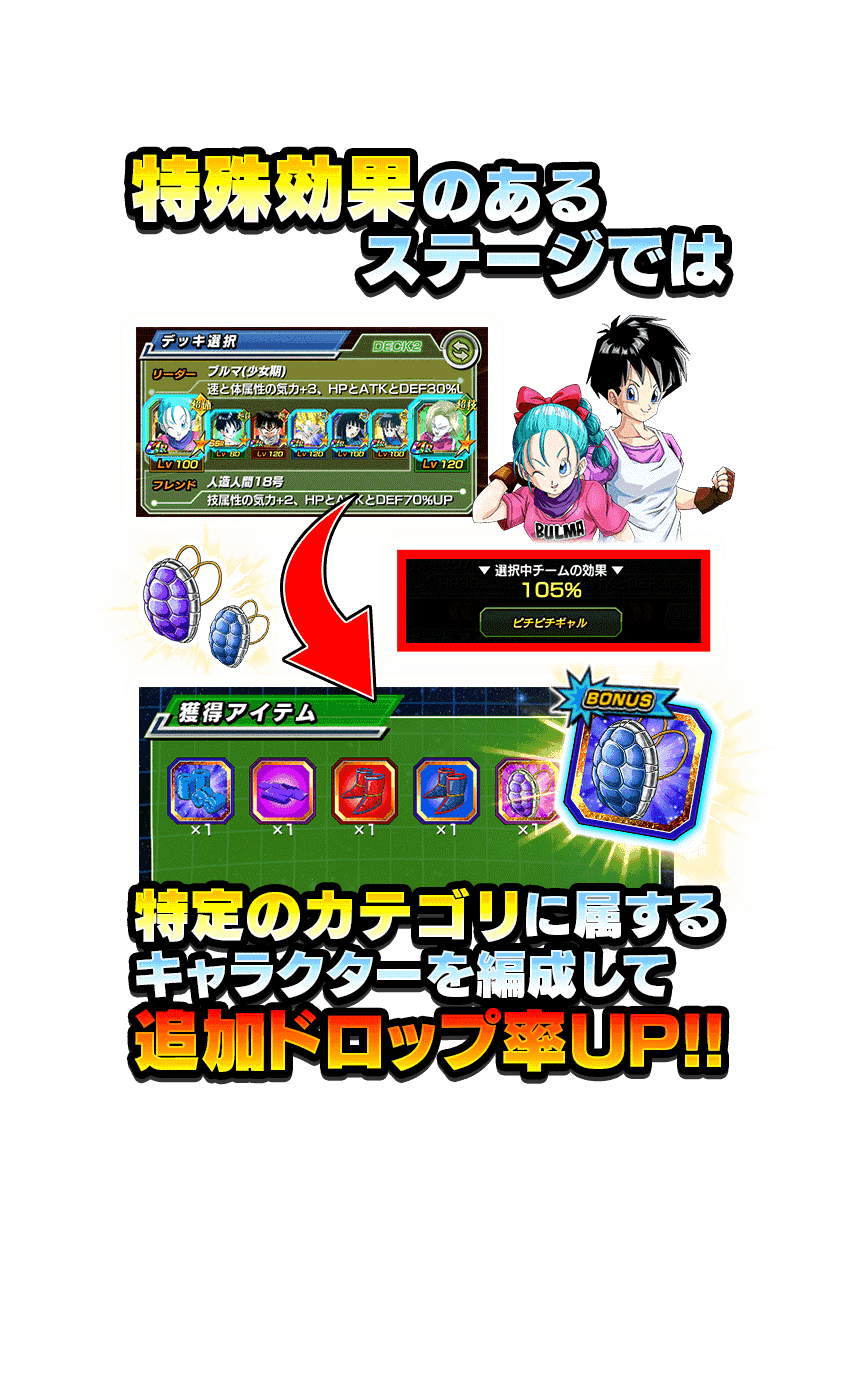 特殊効果のある
ステージでは
デッキ選択
DECK2
リーダー ブルマ(少女期)
速と体属性の気力+3、HPとATKとDEF30%L
Lv 100 Lv 80 Lv 120 Lv 120 Lv 100 Lv 100 Lv 120
フレンド 人造人間18号
技属性の気力+2、HPとATKとDEF70%UP
BULMA
▼ 選択中チームの効果 ▼
105%
ピチピチギャル
獲得アイテム
BONUS
×1 ×1 ×1 ×1 ×1
特定のカテゴリに属する
キャラクターを編成して
追加ドロップ率UP!!